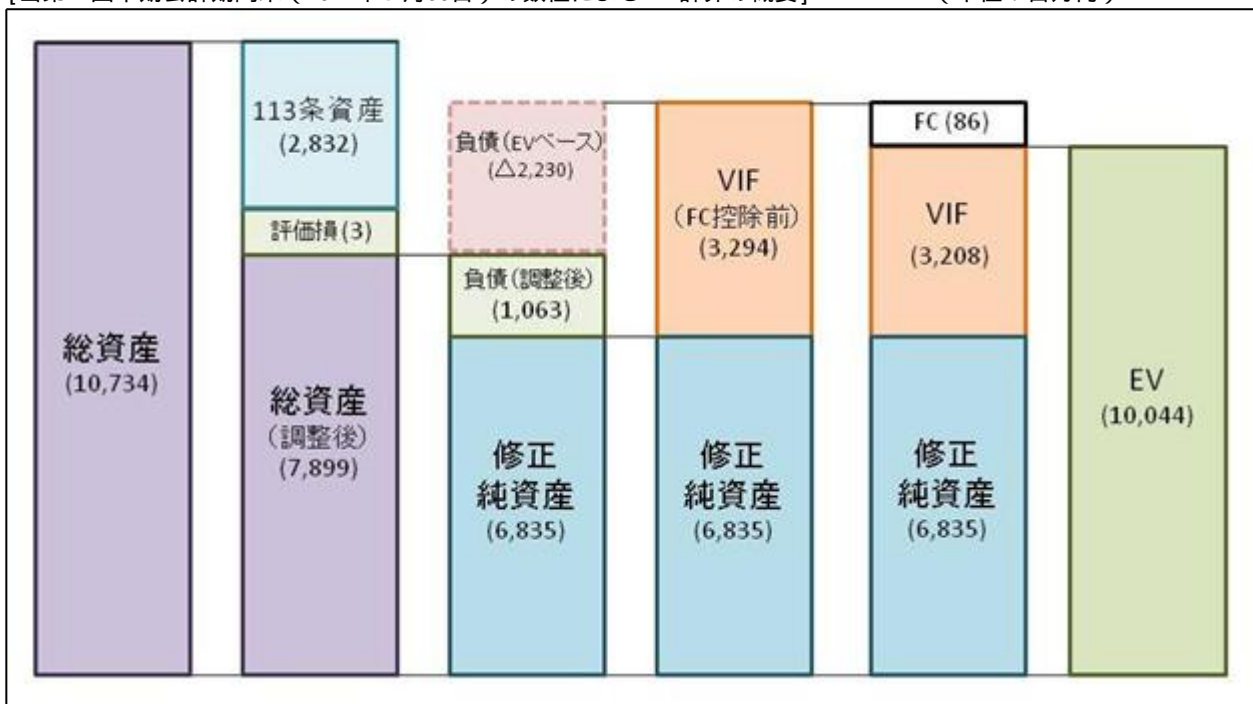 総資産
(10,734)
113条資産
(2,832)
評価損(3)
総資産
(調整後)
(7,899)
負債(EVベース)
(△2,230)
負債(調整後)
(1,063)
修正
純資産
(6,835)
VIF
(FC控除前)
(3,294)
修正
純資産
(6,835)
FC (86)
VIF
(3,208)
修正
純資産
(6,835)
EV
(10,044)